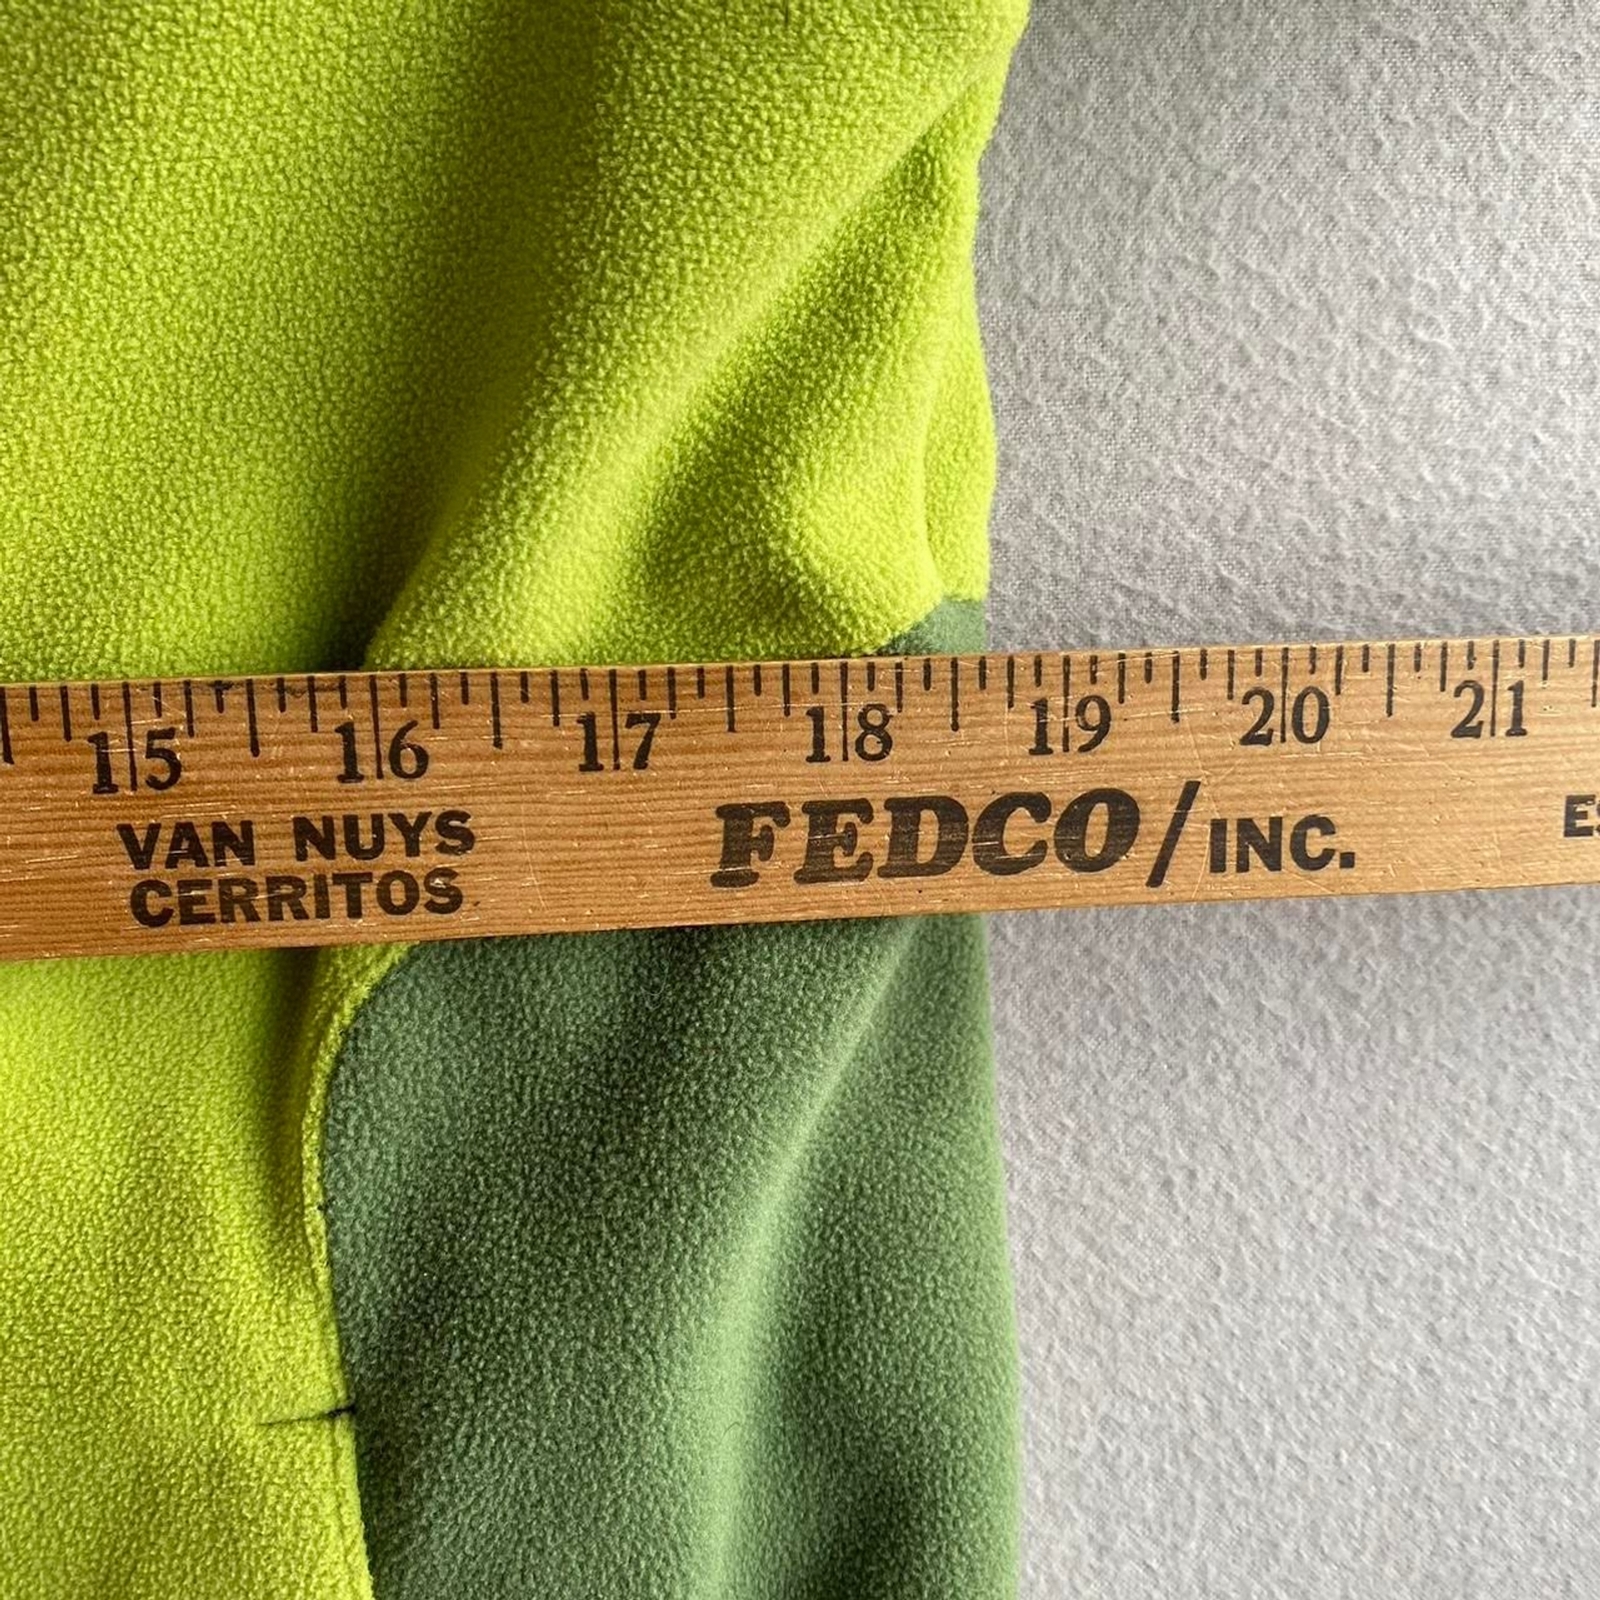 15 16 17 18 19 20 21
VAN NUYS
CERRITOS
FEDCO/INC.